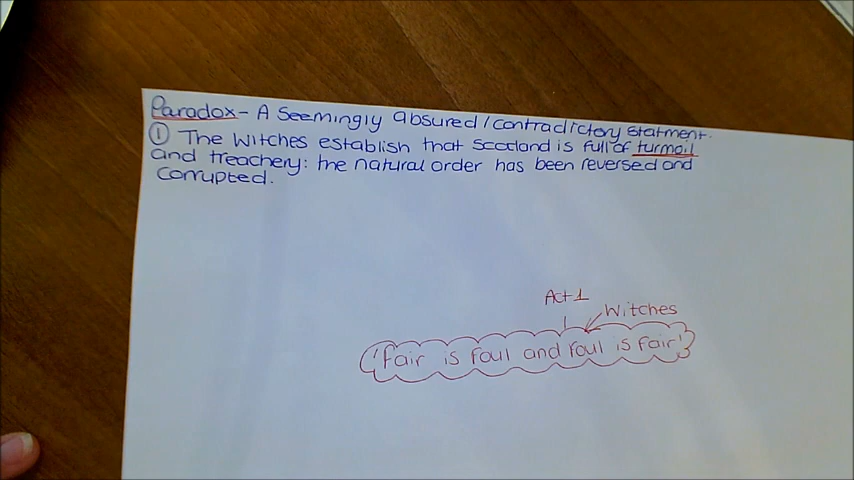 Paradox - A seemingly absured / contradictory statment.
① The witches establish that Scotland is full of turmoil
and treachery: the natural order has been reversed and
corrupted.
Act 1
Witches
'fair is foul and foul is fair'